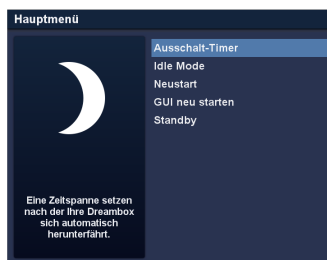 Hauptmenü
Ausschalt-Timer
Idle Mode
Neustart
GUI neu starten
Standby
Eine Zeitspanne setzen
nach der Ihre Dreambox
sich automatisch
herunterfährt.